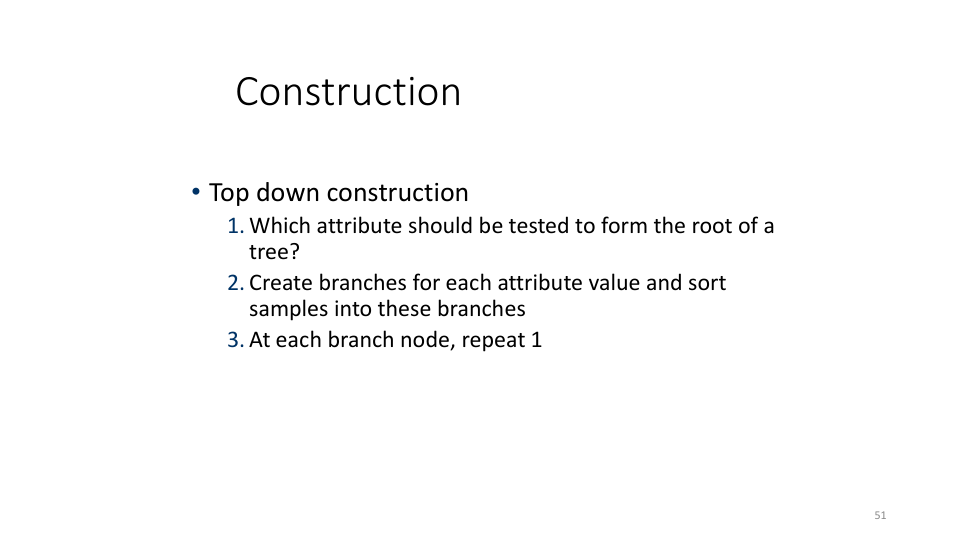 Construction
• Top down construction
1. Which attribute should be tested to form the root of a
tree?
2. Create branches for each attribute value and sort
samples into these branches
3. At each branch node, repeat 1
51